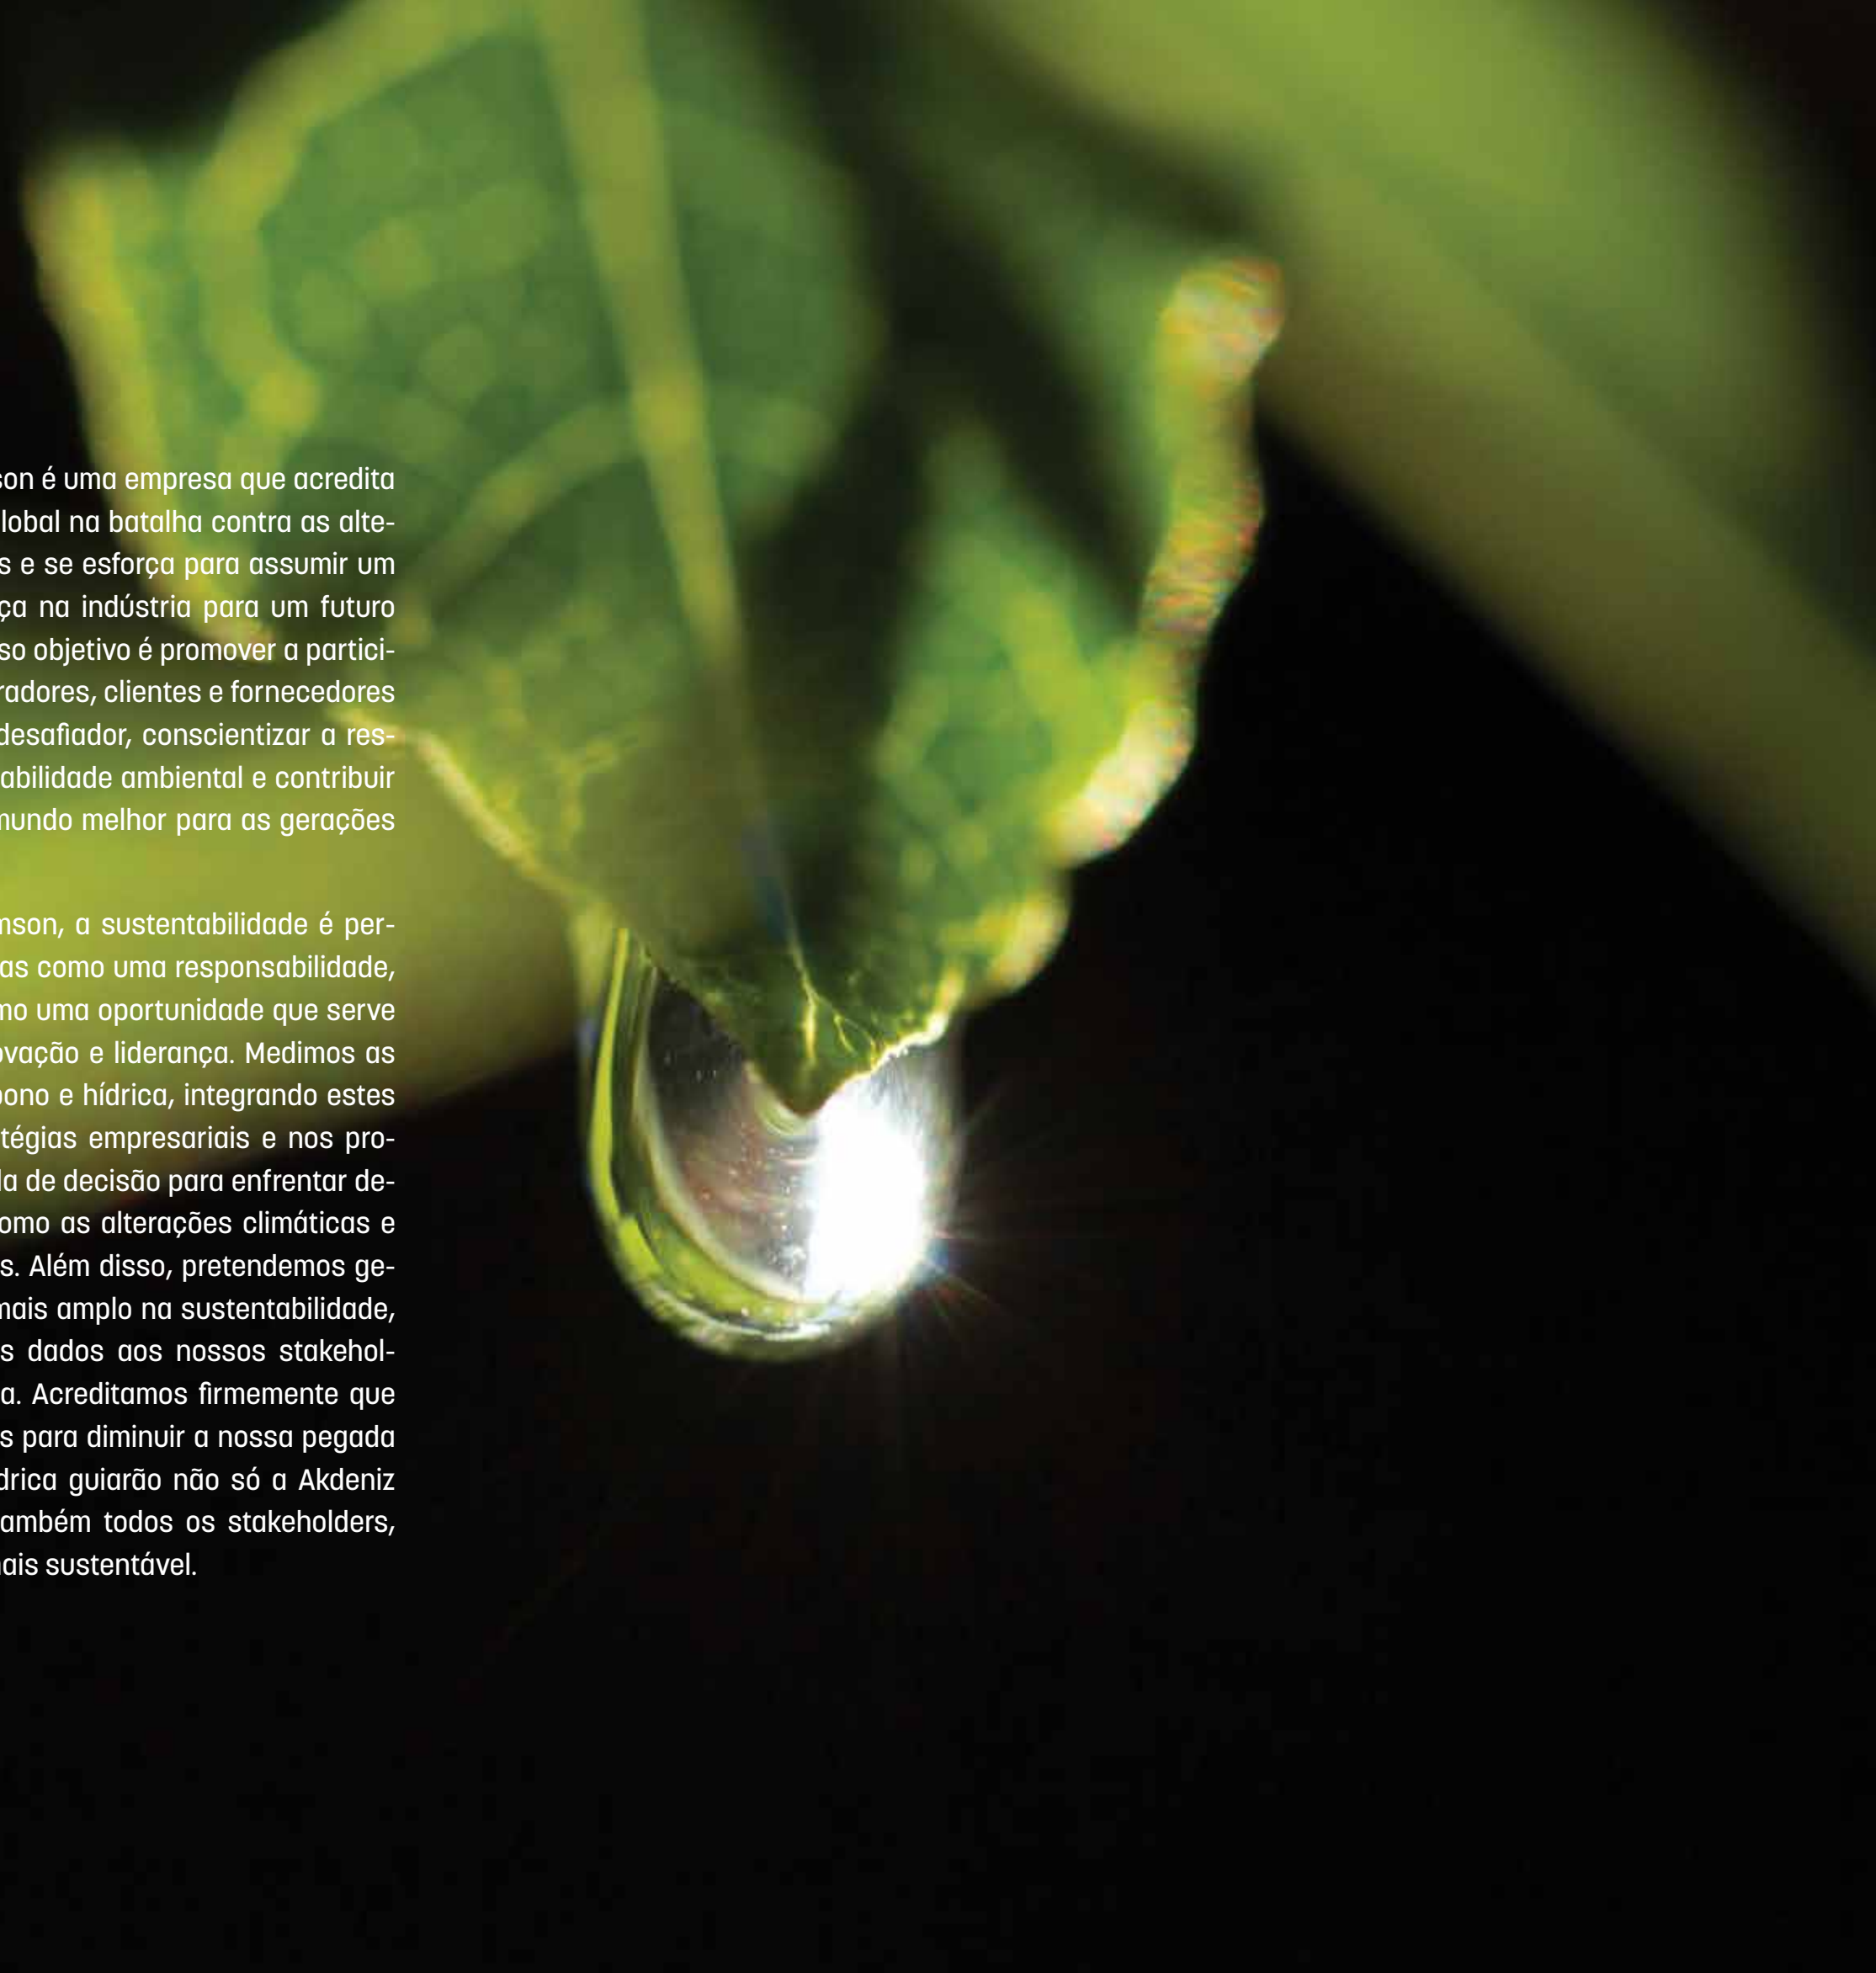 son é uma empresa que acredita
lobal na batalha contra as alte-
s e se esforça para assumir um
ça na indústria para um futuro
so objetivo é promover a partici-
radores, clientes e fornecedores
desafiador, conscientizar a res-
abilidade ambiental e contribuir
mundo melhor para as gerações
mson, a sustentabilidade é per-
as como uma responsabilidade,
mo uma oportunidade que serve
ovação e liderança. Medimos as
bono e hídrica, integrando estes
tégias empresariais e nos pro-
da de decisão para enfrentar de-
omo as alterações climáticas e
s. Além disso, pretendemos ge-
mais amplo na sustentabilidade,
s dados aos nossos stakehol-
a. Acreditamos firmemente que
s para diminuir a nossa pegada
drica guiarão não só a Akdeniz
também todos os stakeholders,
ais sustentável.